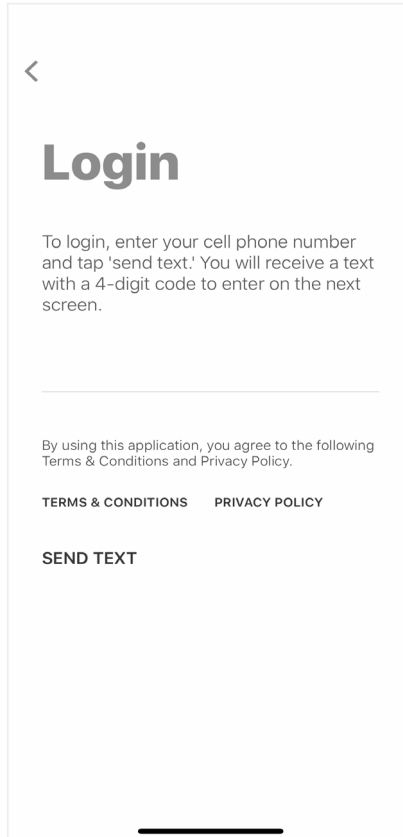 Login
To login, enter your cell phone number
and tap 'send text.' You will receive a text
with a 4-digit code to enter on the next
screen.
By using this application, you agree to the following
Terms & Conditions and Privacy Policy.
TERMS & CONDITIONS PRIVACY POLICY
SEND TEXT